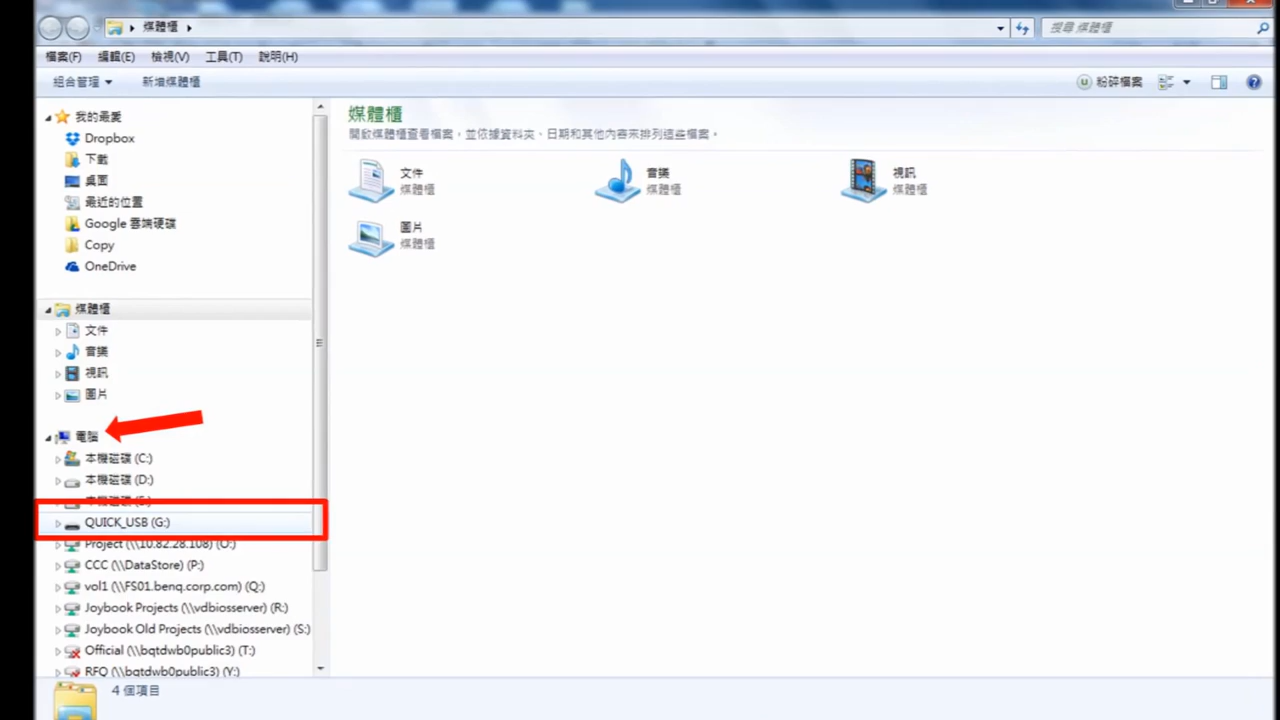 媒體櫃
搜尋 媒體櫃
檔案(F) 編輯(E) 檢視(V) 工具(T) 說明(H)
組合管理 新增媒體櫃 粉碎檔案
我的最愛
Dropbox
下載
桌面
最近的位置
Google 雲端硬碟
Copy
OneDrive
媒體櫃
文件
音樂
視訊
圖片
電腦
本機磁碟 (C:)
本機磁碟 (D:)
本機磁碟 (E:)
QUICK_USB (G:)
Project (\\10.82.28.108) (O:)
CCC (\\DataStore) (P:)
vol1 (\\FS01.benq.corp.com) (Q:)
Joybook Projects (\\vdbiosserver) (R:)
Joybook Old Projects (\\vdbiosserver) (S:)
Official (\\bqtdwb0public3) (T:)
RFQ (\\bqtdwb0public3) (Y:)
媒體櫃
開啟媒體櫃查看檔案，並依據資料夾、日期和其他內容來排列這些檔案。
文件
媒體櫃
音樂
媒體櫃
視訊
媒體櫃
圖片
媒體櫃
4 個項目